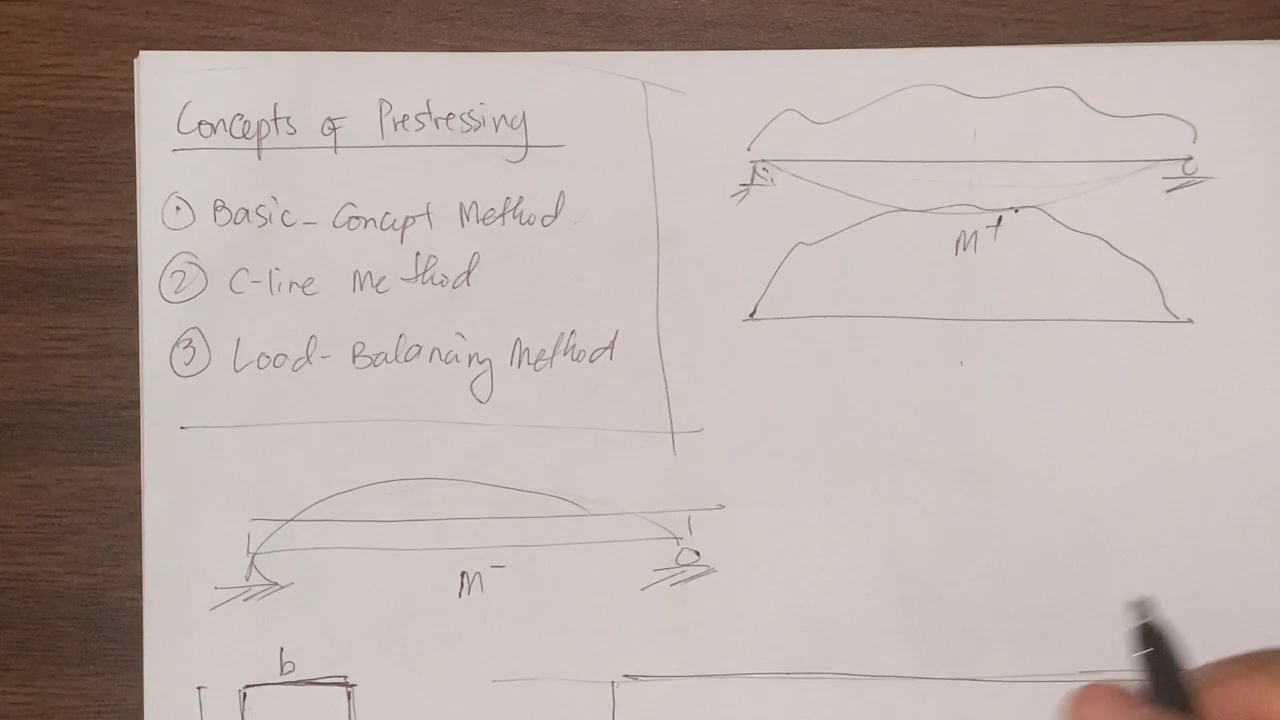 Concepts of Prestressing
① Basic-Concept Method
② C-line Method
③ Load-Balancing Method
M+
M-
b